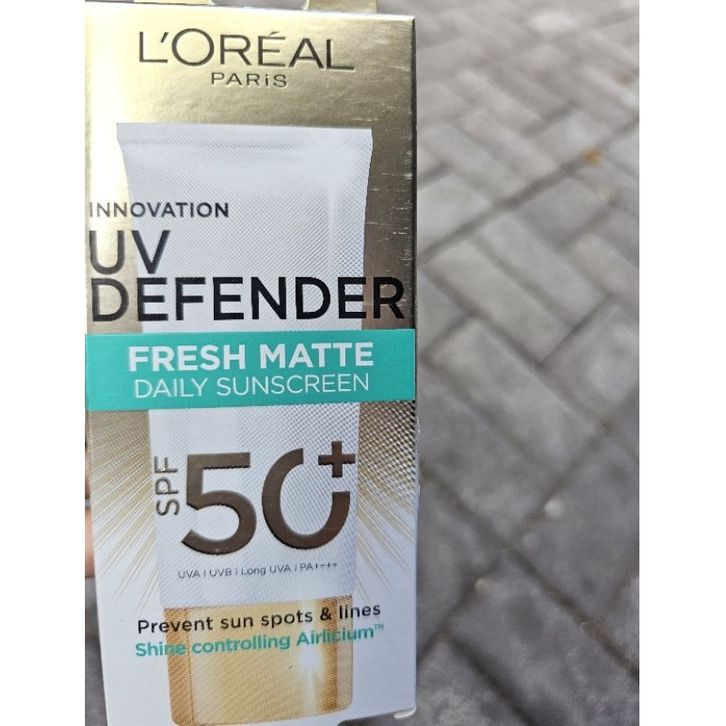 L'ORÉAL
PARiS
INNOVATION
UV
DEFENDER
FRESH MATTE
DAILY SUNSCREEN
SPF 50+
UVA | UVB | Long UVA | PA++++
Prevent sun spots & lines
Shine controlling Airlicium™